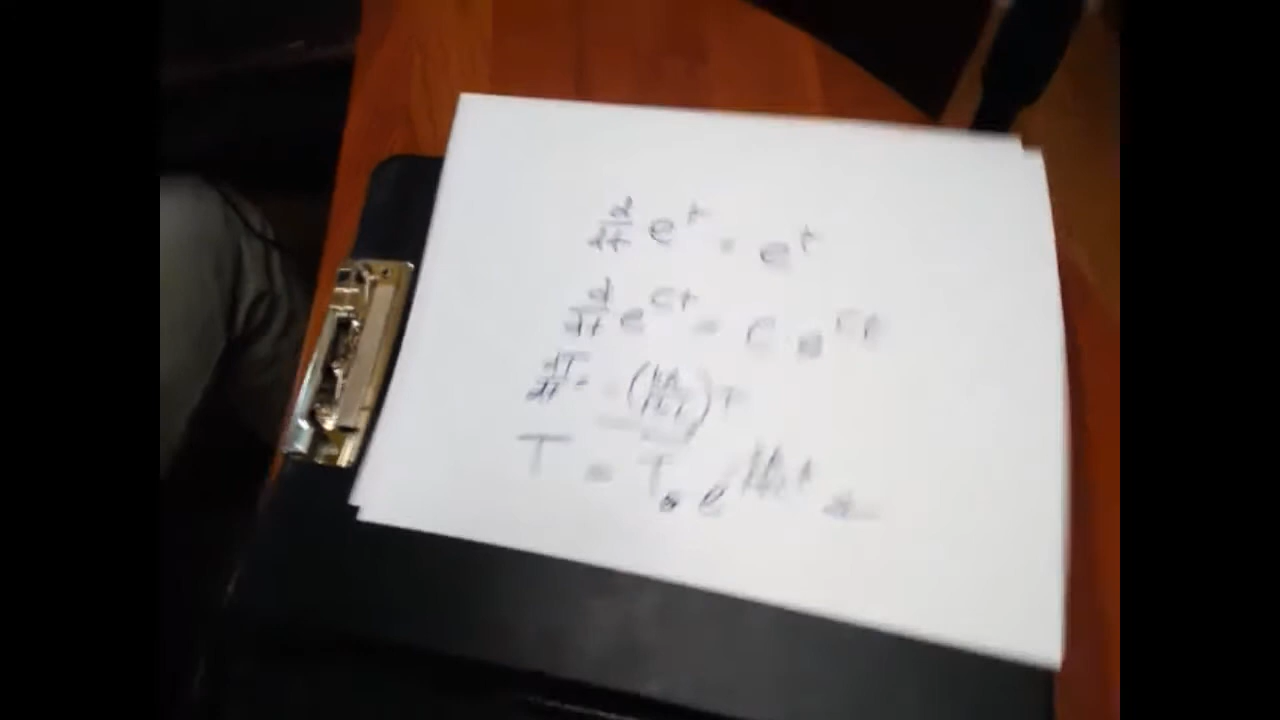 d/dt e^t = e^t
d/dt e^ct = c · e^ct
dT/dt = -( )T
T = T₀ e